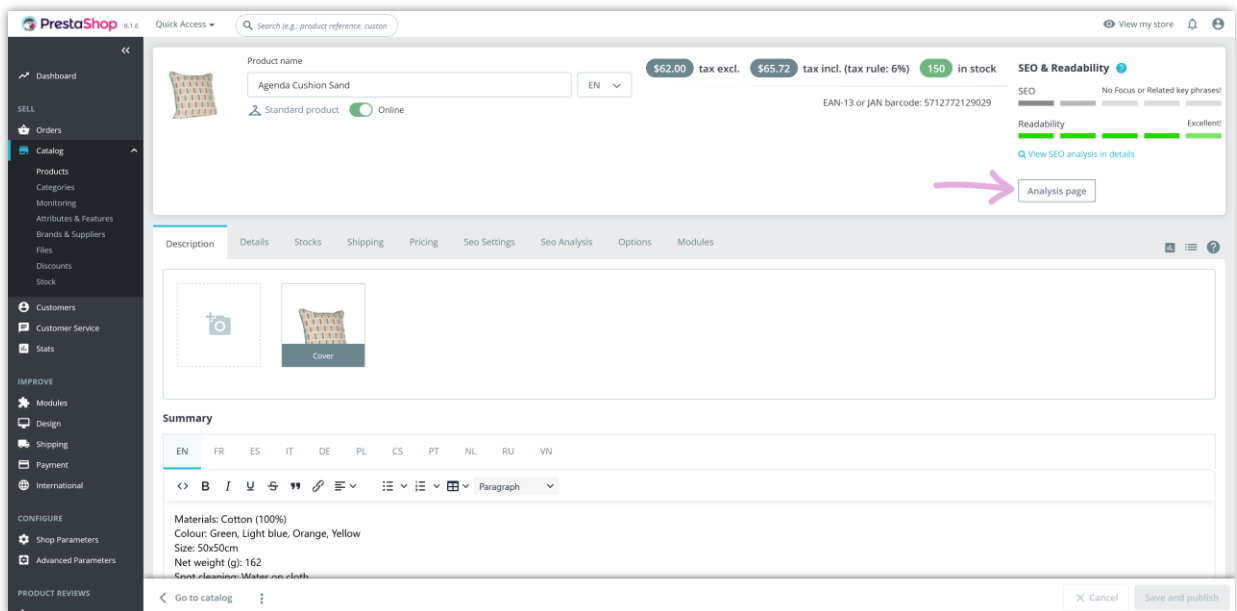 PrestaShop 8.1.6
Quick Access
Search (e.g.: product reference, custon
View my store
Dashboard
SELL
Orders
Catalog
Products
Categories
Monitoring
Attributes & Features
Brands & Suppliers
Files
Discounts
Stock
Customers
Customer Service
Stats
IMPROVE
Modules
Design
Shipping
Payment
International
CONFIGURE
Shop Parameters
Advanced Parameters
PRODUCT REVIEWS
Product name
Agenda Cushion Sand
EN
Standard product
Online
$62.00 tax excl. $65.72 tax incl. (tax rule: 6%) 150 in stock
EAN-13 or JAN barcode: 5712772129029
SEO & Readability ?
SEO No Focus or Related key phrases!
Readability Excellent!
View SEO analysis in details
Analysis page
Description Details Stocks Shipping Pricing Seo Settings Seo Analysis Options Modules
Cover
Summary
EN FR ES IT DE PL CS PT NL RU VN
Paragraph
Materials: Cotton (100%)
Colour: Green, Light blue, Orange, Yellow
Size: 50x50cm
Net weight (g): 162
Spot cleaning: Water on cloth
Go to catalog
Cancel
Save and publish